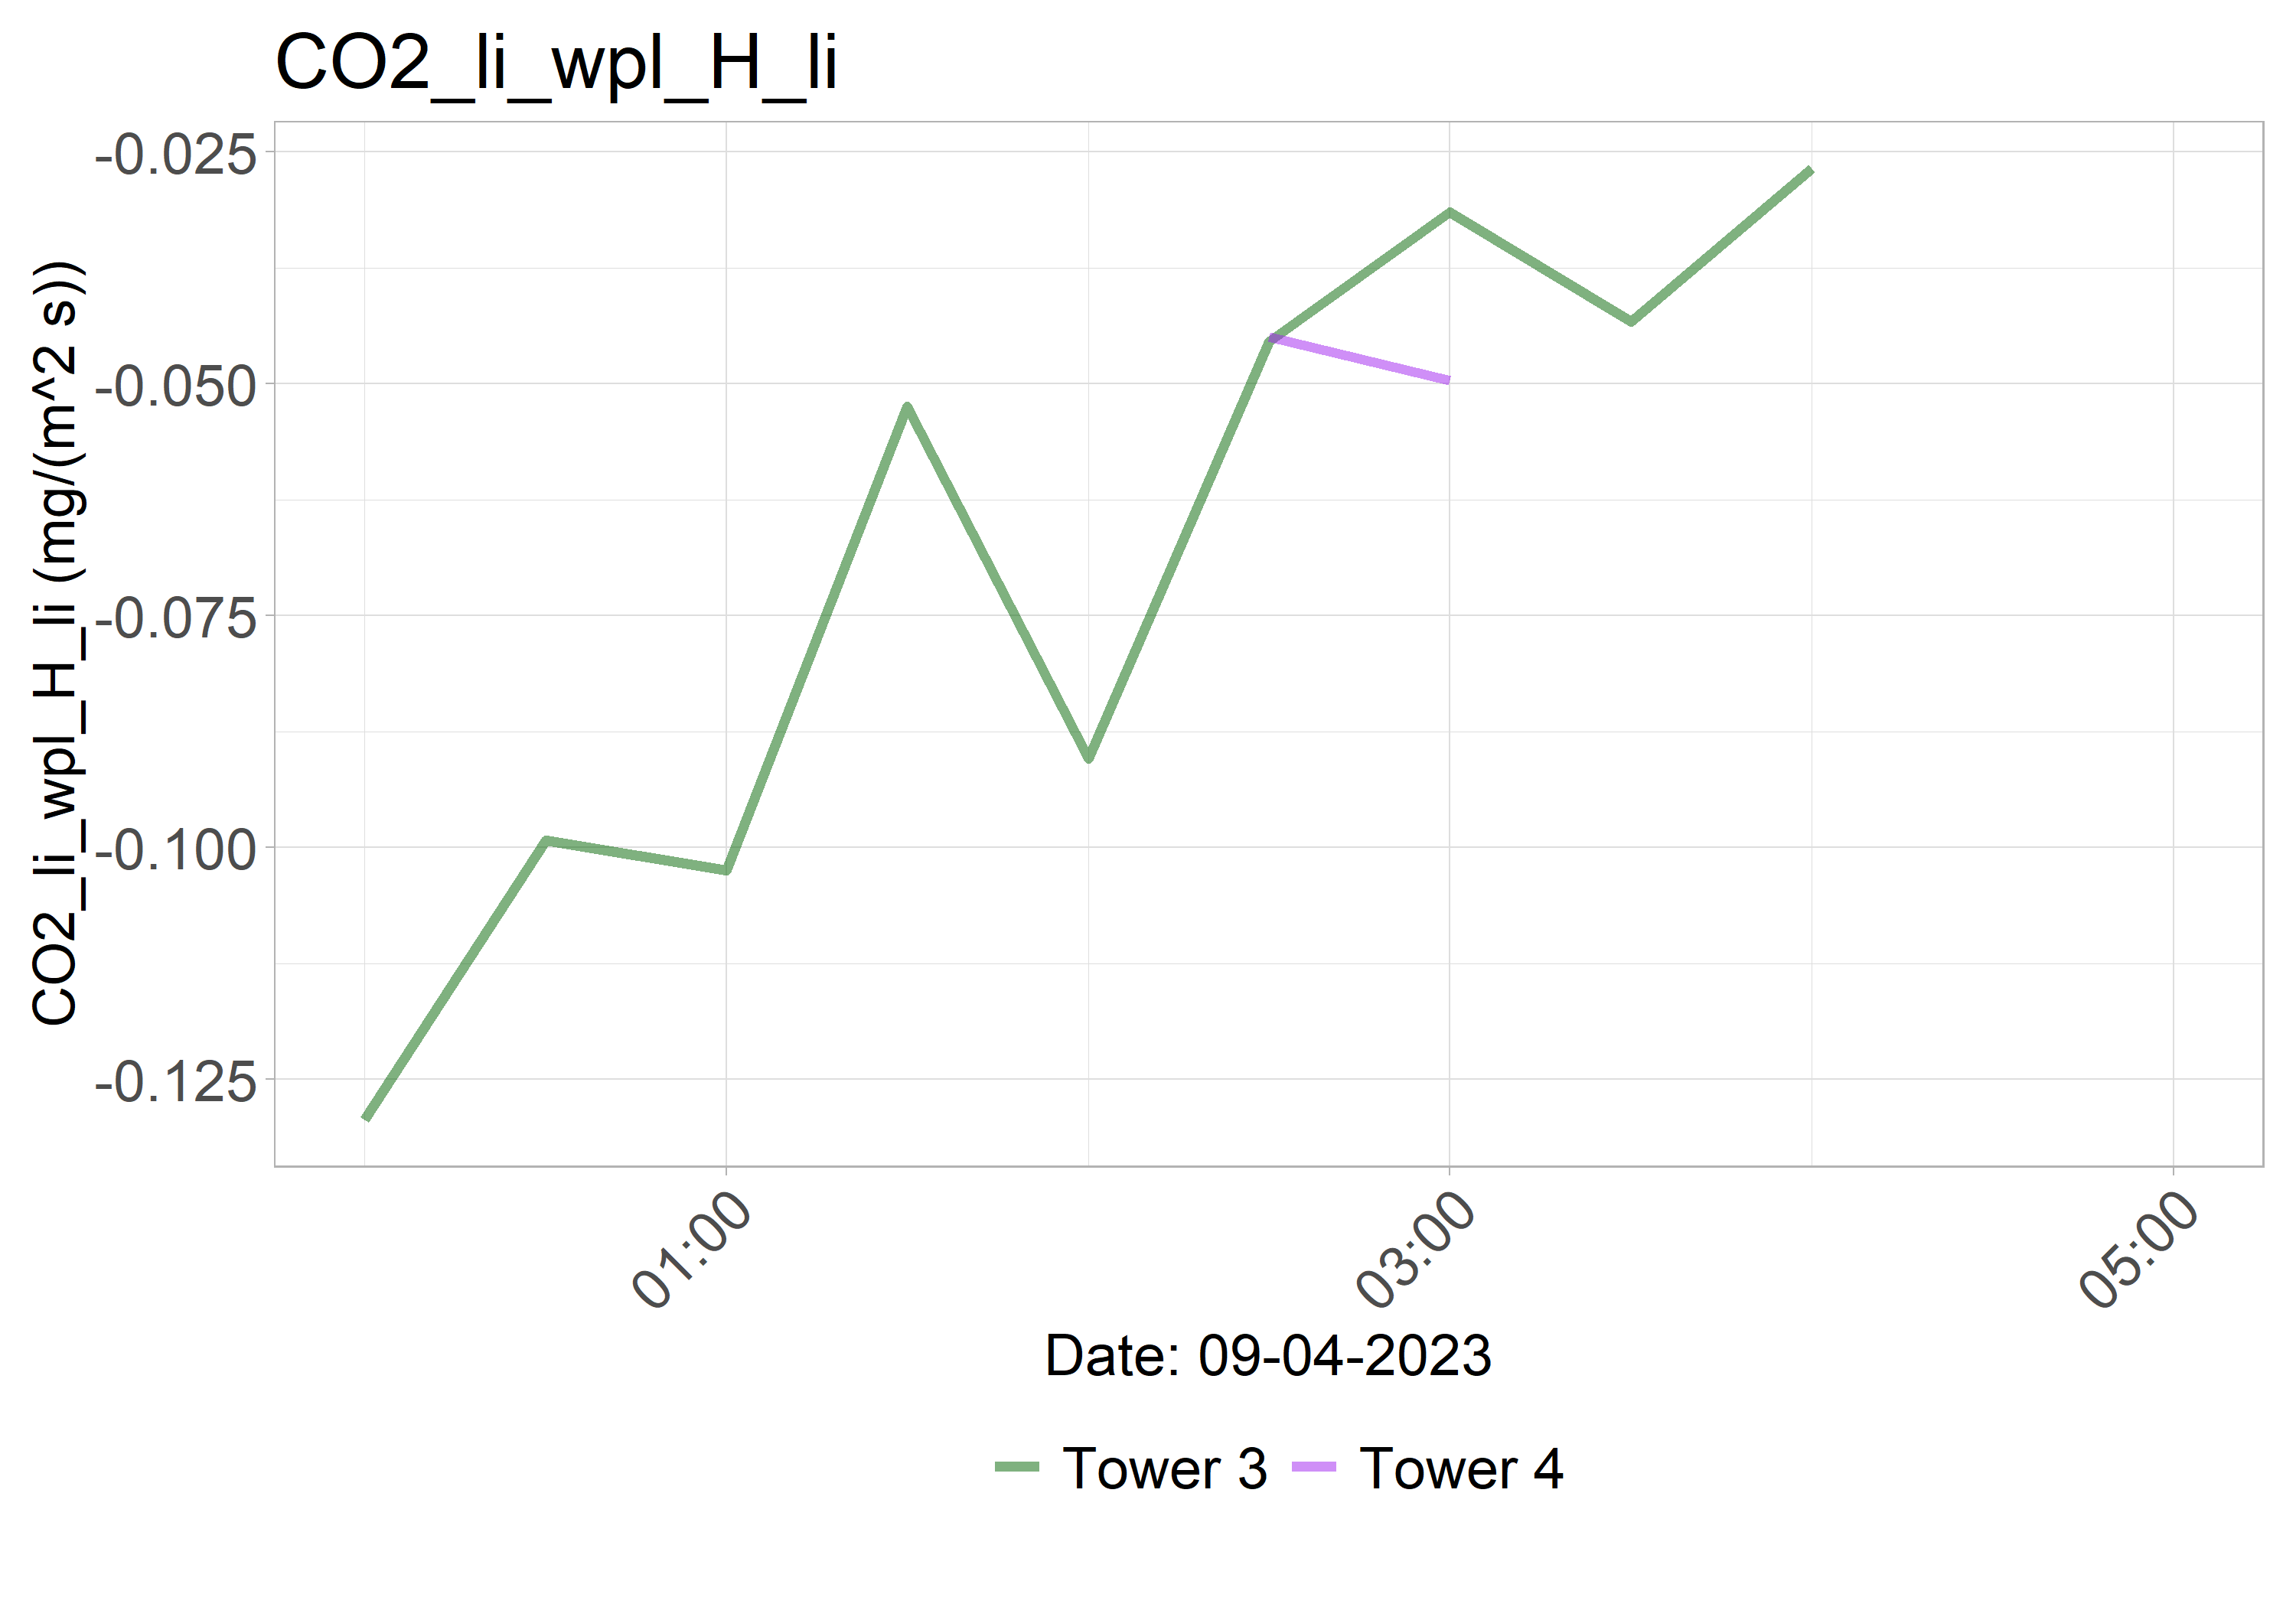 CO2_li_wpl_H_li
CO2_li_wpl_H_li (mg/(m^2 s))
-0.025
-0.050
-0.075
-0.100
-0.125
01:00
03:00
05:00
Date: 09-04-2023
Tower 3
Tower 4